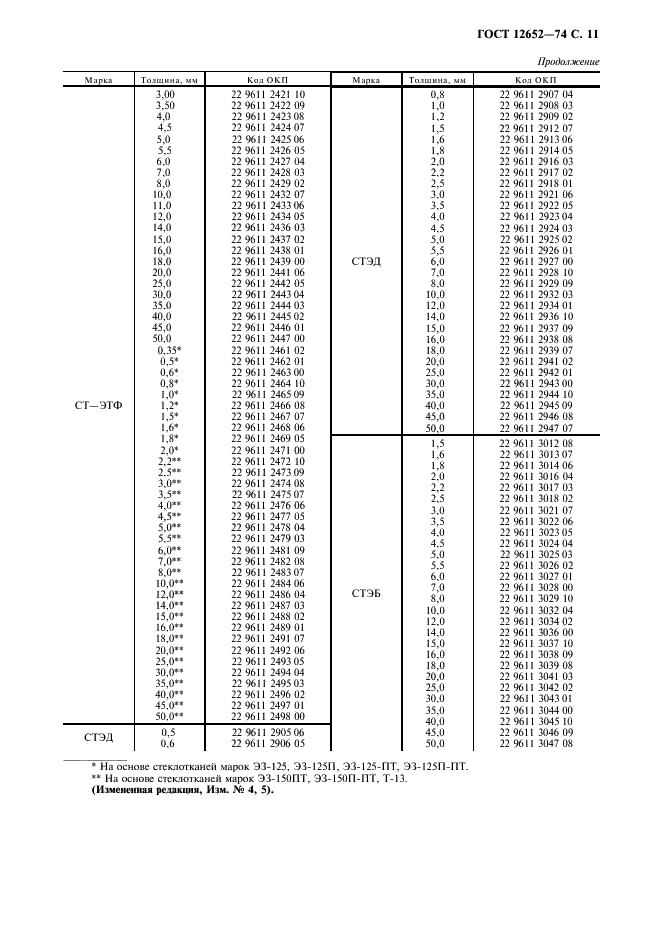 ГОСТ 12652—74 С. 11
Продолжение
Марка Толщина, мм Код ОКП
3,00 22 9611 2421 10
3,50 22 9611 2422 09
4,0 22 9611 2423 08
4,5 22 9611 2424 07
5,0 22 9611 2425 06
5,5 22 9611 2426 05
6,0 22 9611 2427 04
7,0 22 9611 2428 03
8,0 22 9611 2429 02
10,0 22 9611 2432 07
11,0 22 9611 2433 06
12,0 22 9611 2434 05
14,0 22 9611 2436 03
15,0 22 9611 2437 02
16,0 22 9611 2438 01
18,0 22 9611 2439 00
20,0 22 9611 2441 06
25,0 22 9611 2442 05
30,0 22 9611 2443 04
35,0 22 9611 2444 03
40,0 22 9611 2445 02
45,0 22 9611 2446 01
50,0 22 9611 2447 00
0,35* 22 9611 2461 02
0,5* 22 9611 2462 01
0,6* 22 9611 2463 00
0,8* 22 9611 2464 10
1,0* 22 9611 2465 09
СТ—ЭТФ 1,2* 22 9611 2466 08
1,5* 22 9611 2467 07
1,6* 22 9611 2468 06
1,8* 22 9611 2469 05
2,0* 22 9611 2471 00
2,2** 22 9611 2472 10
2,5** 22 9611 2473 09
3,0** 22 9611 2474 08
3,5** 22 9611 2475 07
4,0** 22 9611 2476 06
4,5** 22 9611 2477 05
5,0** 22 9611 2478 04
5,5** 22 9611 2479 03
6,0** 22 9611 2481 09
7,0** 22 9611 2482 08
8,0** 22 9611 2483 07
10,0** 22 9611 2484 06
12,0** 22 9611 2486 04
14,0** 22 9611 2487 03
15,0** 22 9611 2488 02
16,0** 22 9611 2489 01
18,0** 22 9611 2491 07
20,0** 22 9611 2492 06
25,0** 22 9611 2493 05
30,0** 22 9611 2494 04
35,0** 22 9611 2495 03
40,0** 22 9611 2496 02
45,0** 22 9611 2497 01
50,0** 22 9611 2498 00
СТЭД
0,5 22 9611 2905 06
0,6 22 9611 2906 05
Марка Толшина, мм Код ОКП
0,8 22 9611 2907 04
1,0 22 9611 2908 03
1,2 22 9611 2909 02
1,5 22 9611 2912 07
1,6 22 9611 2913 06
1,8 22 9611 2914 05
2,0 22 9611 2916 03
2,2 22 9611 2917 02
2,5 22 9611 2918 01
3,0 22 9611 2921 06
3,5 22 9611 2922 05
4,0 22 9611 2923 04
4,5 22 9611 2924 03
5,0 22 9611 2925 02
5,5 22 9611 2926 01
СТЭД 6,0 22 9611 2927 00
7,0 22 9611 2928 10
8,0 22 9611 2929 09
10,0 22 9611 2932 03
12,0 22 9611 2934 01
14,0 22 9611 2936 10
15,0 22 9611 2937 09
16,0 22 9611 2938 08
18,0 22 9611 2939 07
20,0 22 9611 2941 02
25,0 22 9611 2942 01
30,0 22 9611 2943 00
35,0 22 9611 2944 10
40,0 22 9611 2945 09
45,0 22 9611 2946 08
50,0 22 9611 2947 07
1,5 22 9611 3012 08
1,6 22 9611 3013 07
1,8 22 9611 3014 06
2,0 22 9611 3016 04
2,2 22 9611 3017 03
2,5 22 9611 3018 02
3,0 22 9611 3021 07
3,5 22 9611 3022 06
4,0 22 9611 3023 05
4,5 22 9611 3024 04
5,0 22 9611 3025 03
5,5 22 9611 3026 02
6,0 22 9611 3027 01
7,0 22 9611 3028 00
СТЭБ 8,0 22 9611 3029 10
10,0 22 9611 3032 04
12,0 22 9611 3034 02
14,0 22 9611 3036 00
15,0 22 9611 3037 10
16,0 22 9611 3038 09
18,0 22 9611 3039 08
20,0 22 9611 3041 03
25,0 22 9611 3042 02
30,0 22 9611 3043 01
35,0 22 9611 3044 00
40,0 22 9611 3045 10
45,0 22 9611 3046 09
50,0 22 9611 3047 08
* На основе стеклотканей марок ЭЗ-125, ЭЗ-125П, ЭЗ-125-ПТ, ЭЗ-125П-ПТ.
** На основе стеклотканей марок ЭЗ-150ПТ, ЭЗ-150П-ПТ, Т-13.
(Измененная редакция, Изм. № 4, 5).